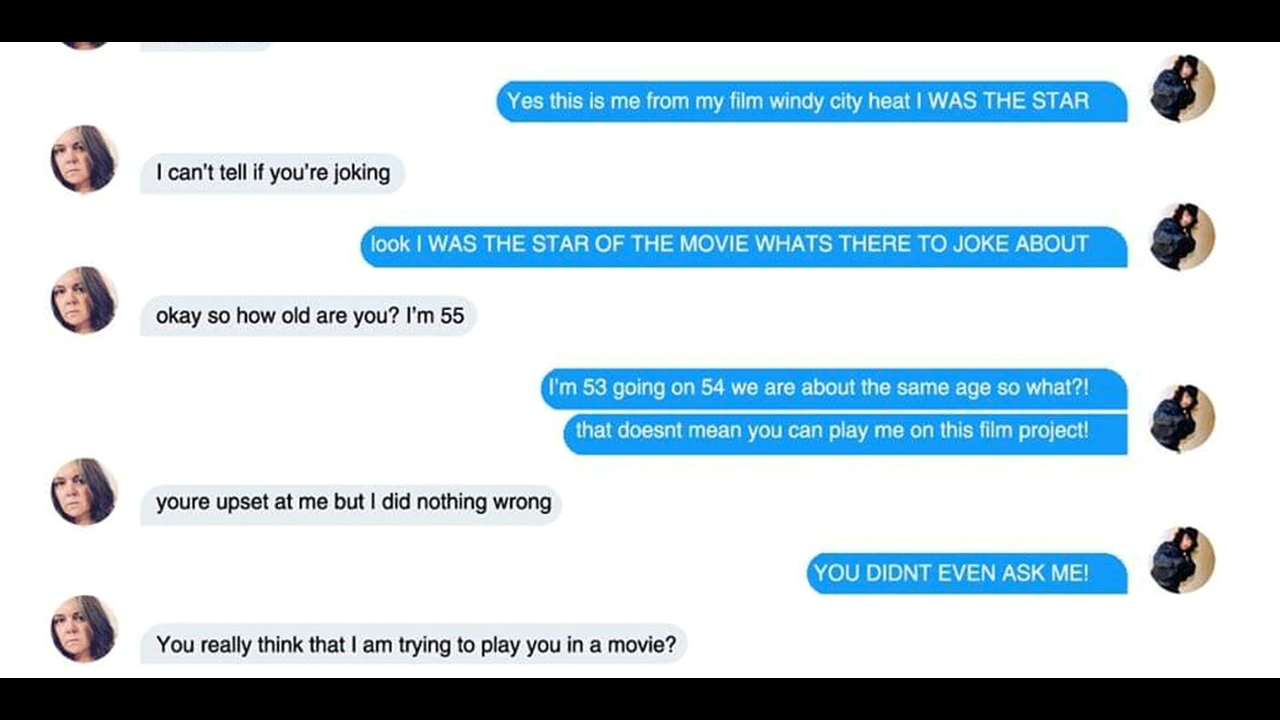 Yes this is me from my film windy city heat I WAS THE STAR
I can't tell if you're joking
look I WAS THE STAR OF THE MOVIE WHATS THERE TO JOKE ABOUT
okay so how old are you? I'm 55
I'm 53 going on 54 we are about the same age so what?!
that doesnt mean you can play me on this film project!
youre upset at me but I did nothing wrong
YOU DIDNT EVEN ASK ME!
You really think that I am trying to play you in a movie?